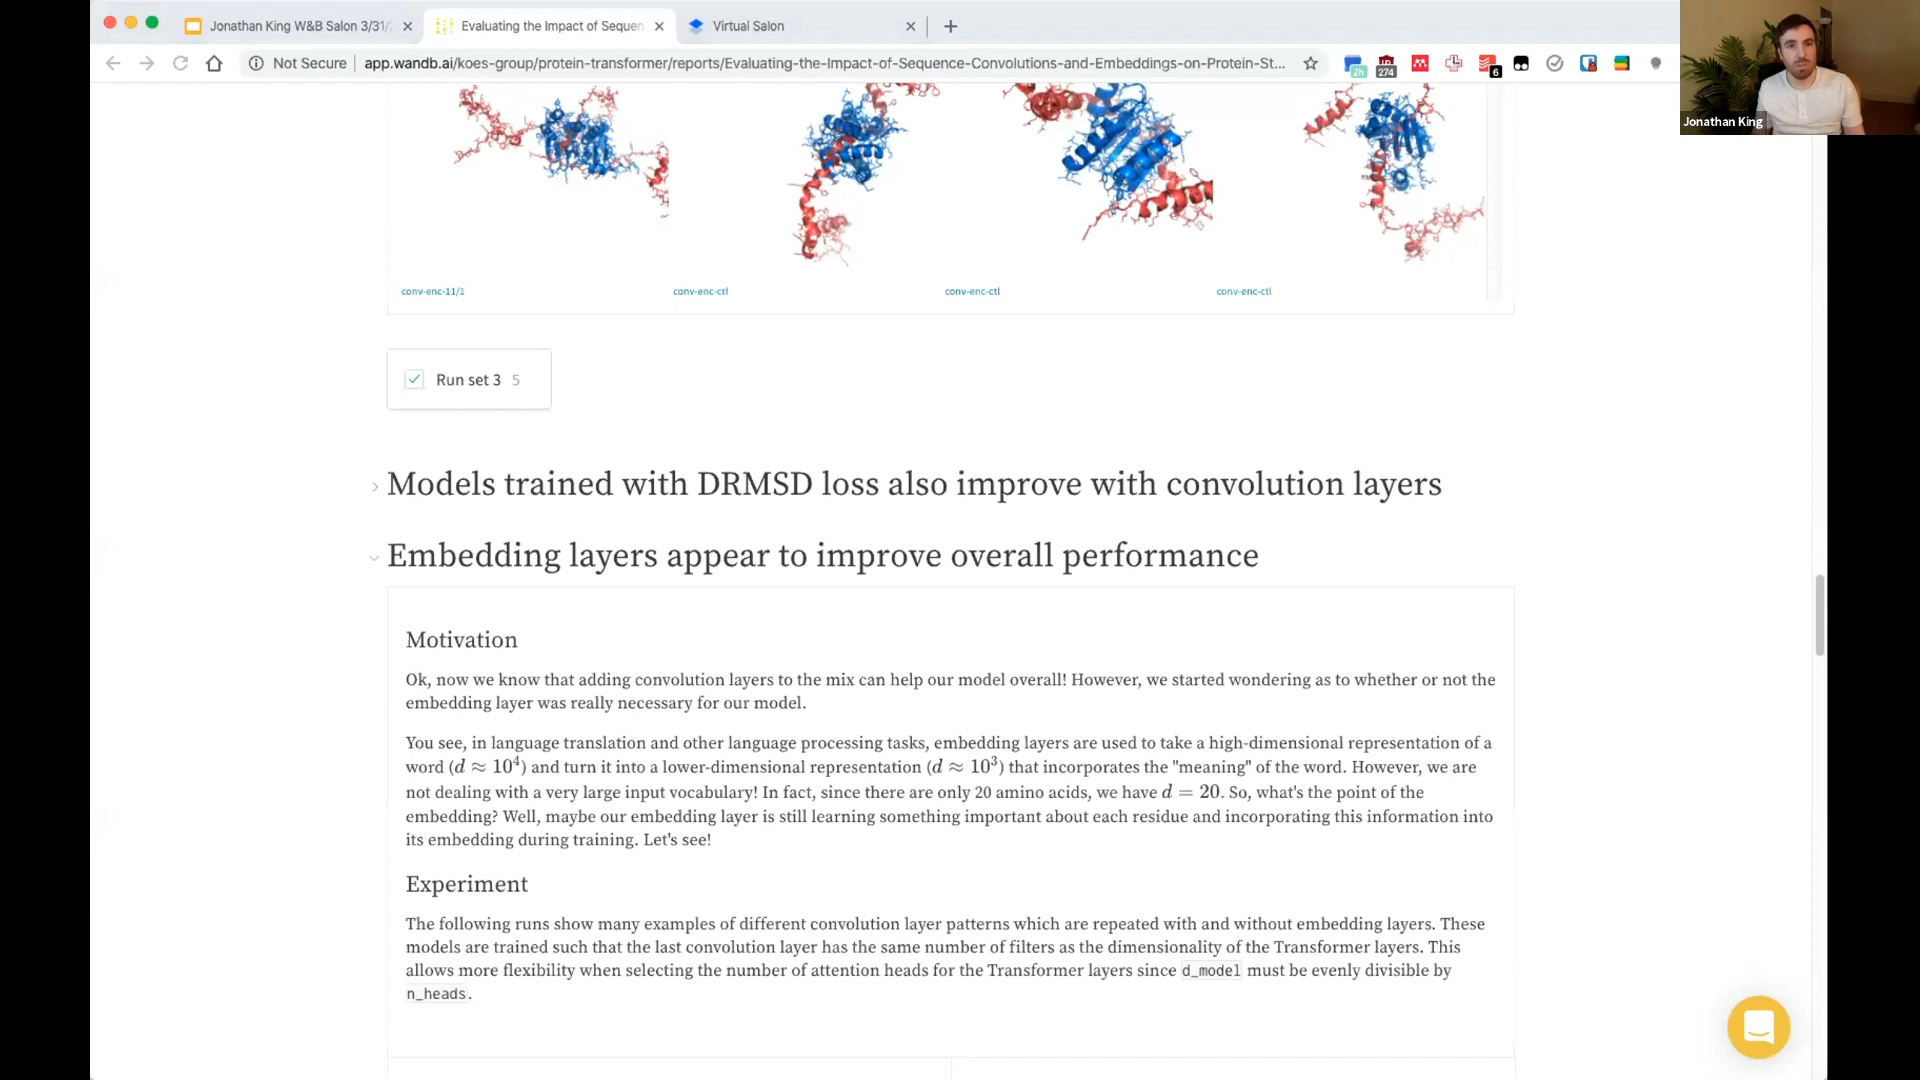 Jonathan King W&B Salon 3/31/
Evaluating the Impact of Sequen
Virtual Salon
Not Secure
app.wandb.ai/koes-group/protein-transformer/reports/Evaluating-the-Impact-of-Sequence-Convolutions-and-Embeddings-on-Protein-St...
2h
274
6
Jonathan King
conv-enc-11/1
conv-enc-ctl
conv-enc-ctl
conv-enc-ctl
Run set 3 5
Models trained with DRMSD loss also improve with convolution layers
Embedding layers appear to improve overall performance
Motivation
Ok, now we know that adding convolution layers to the mix can help our model overall! However, we started wondering as to whether or not the
embedding layer was really necessary for our model.
You see, in language translation and other language processing tasks, embedding layers are used to take a high-dimensional representation of a
word (d ≈ 10⁴) and turn it into a lower-dimensional representation (d ≈ 10³) that incorporates the "meaning" of the word. However, we are
not dealing with a very large input vocabulary! In fact, since there are only 20 amino acids, we have d = 20. So, what's the point of the
embedding? Well, maybe our embedding layer is still learning something important about each residue and incorporating this information into
its embedding during training. Let's see!
Experiment
The following runs show many examples of different convolution layer patterns which are repeated with and without embedding layers. These
models are trained such that the last convolution layer has the same number of filters as the dimensionality of the Transformer layers. This
allows more flexibility when selecting the number of attention heads for the Transformer layers since d_model must be evenly divisible by
n_heads.